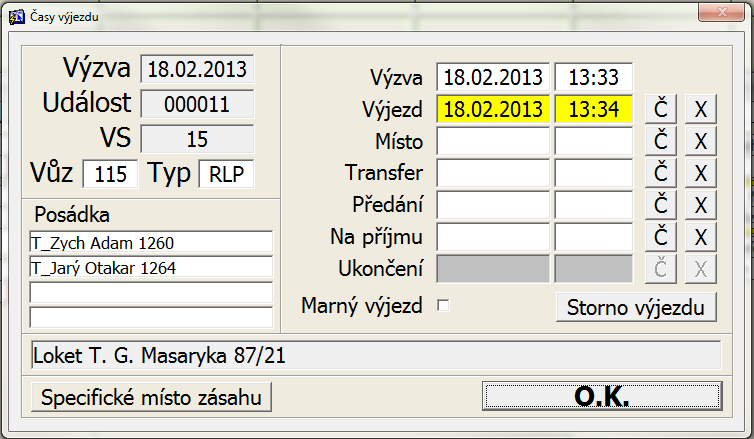 Časy výjezdu
Výzva 18.02.2013
Událost 000011
VS 15
Vůz 115 Typ RLP
Posádka
T_Zych Adam 1260
T_Jarý Otakar 1264
Výzva 18.02.2013 13:33
Výjezd 18.02.2013 13:34 Č X
Místo Č X
Transfer Č X
Předání Č X
Na příjmu Č X
Ukončení Č X
Marný výjezd Storno výjezdu
Loket T. G. Masaryka 87/21
Specifické místo zásahu O.K.